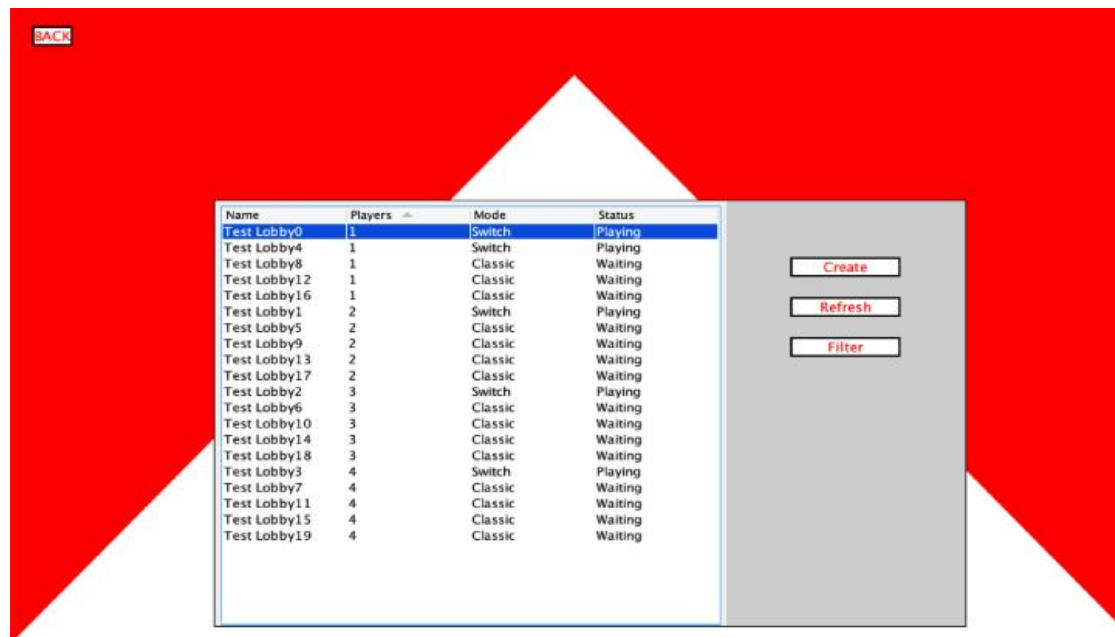 BACK
Name Players Mode Status
Test Lobby0 1 Switch Playing
Test Lobby4 1 Switch Playing
Test Lobby8 1 Classic Waiting
Test Lobby12 1 Classic Waiting
Test Lobby16 1 Classic Waiting
Test Lobby1 2 Switch Playing
Test Lobby5 2 Classic Waiting
Test Lobby9 2 Classic Waiting
Test Lobby13 2 Classic Waiting
Test Lobby17 2 Classic Waiting
Test Lobby2 3 Switch Playing
Test Lobby6 3 Classic Waiting
Test Lobby10 3 Classic Waiting
Test Lobby14 3 Classic Waiting
Test Lobby18 3 Classic Waiting
Test Lobby3 4 Switch Playing
Test Lobby7 4 Classic Waiting
Test Lobby11 4 Classic Waiting
Test Lobby15 4 Classic Waiting
Test Lobby19 4 Classic Waiting
Create
Refresh
Filter